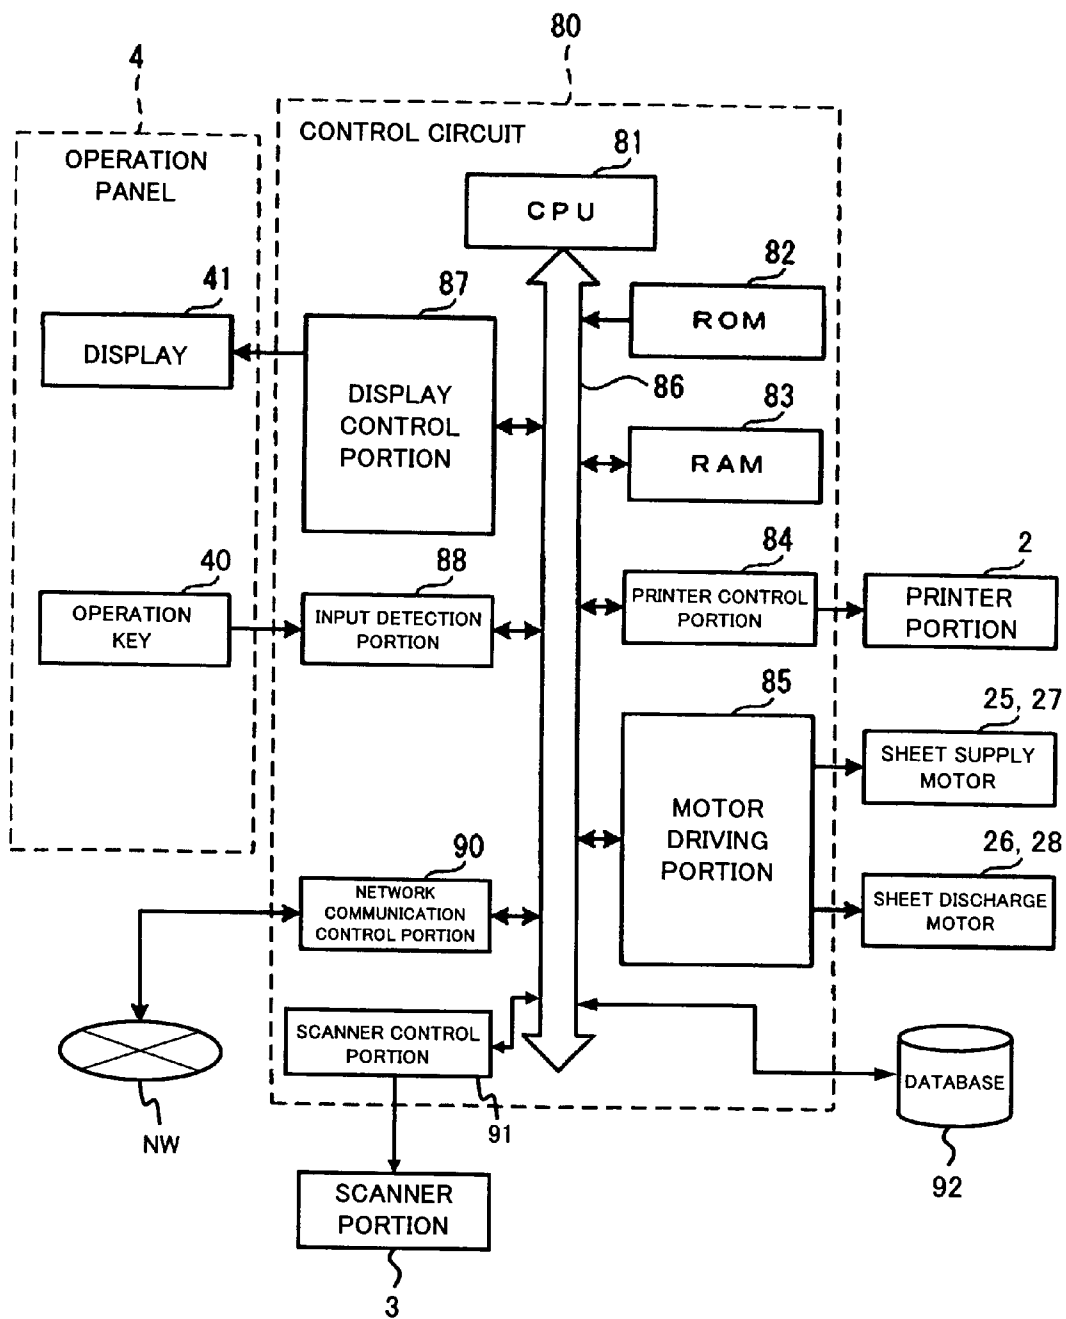 80
4
CONTROL CIRCUIT
OPERATION
PANEL
81
CPU
82
ROM
41
DISPLAY
87
DISPLAY
CONTROL
PORTION
86
83
RAM
40
OPERATION
KEY
88
INPUT DETECTION
PORTION
84
PRINTER CONTROL
PORTION
2
PRINTER
PORTION
85
MOTOR
DRIVING
PORTION
25, 27
SHEET SUPPLY
MOTOR
26, 28
SHEET DISCHARGE
MOTOR
90
NETWORK
COMMUNICATION
CONTROL PORTION
NW
SCANNER CONTROL
PORTION
91
DATABASE
92
SCANNER
PORTION
3